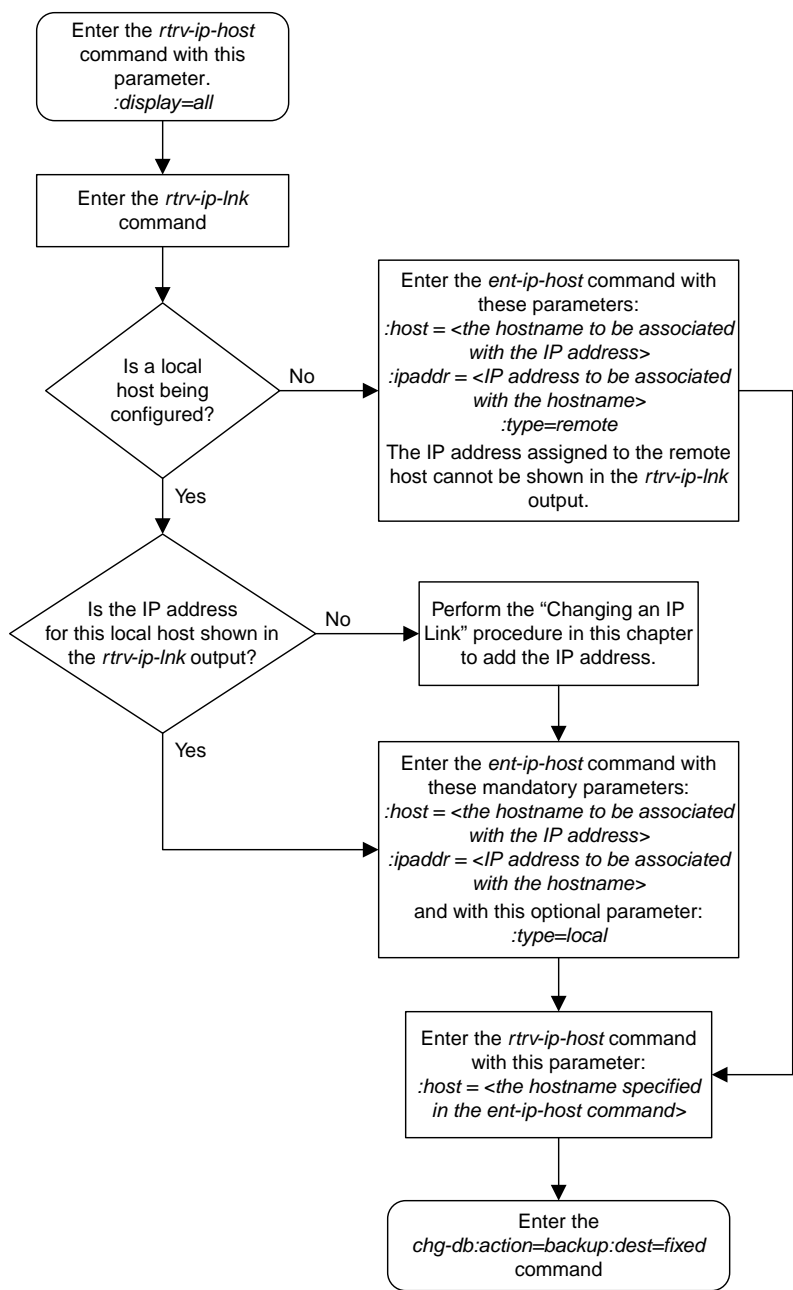 Enter the rtrv-ip-host
command with this
parameter.
:display=all
Enter the rtrv-ip-lnk
command
Is a local
host being
configured?
No
Yes
Enter the ent-ip-host command with
these parameters:
:host = <the hostname to be associated
with the IP address>
:ipaddr = <IP address to be associated
with the hostname>
:type=remote
The IP address assigned to the remote
host cannot be shown in the rtrv-ip-lnk
output.
Is the IP address
for this local host shown in
the rtrv-ip-lnk output?
No
Yes
Perform the “Changing an IP
Link” procedure in this chapter
to add the IP address.
Enter the ent-ip-host command with
these mandatory parameters:
:host = <the hostname to be associated
with the IP address>
:ipaddr = <IP address to be associated
with the hostname>
and with this optional parameter:
:type=local
Enter the rtrv-ip-host command
with this parameter:
:host = <the hostname specified
in the ent-ip-host command>
Enter the
chg-db:action=backup:dest=fixed
command